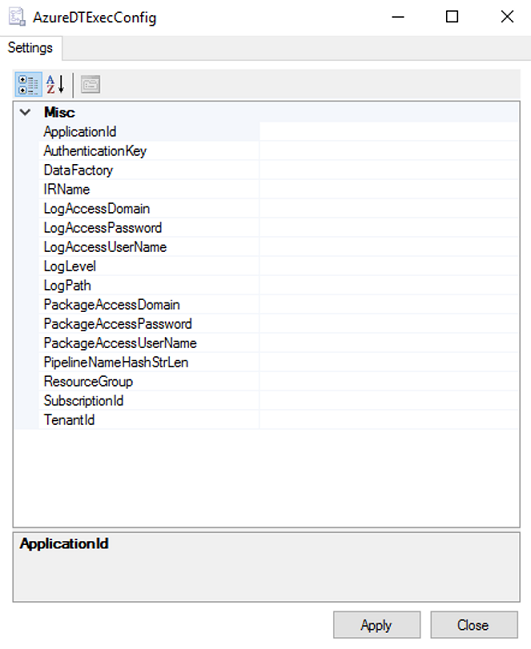 AzureDTExecConfig
Settings
Misc
ApplicationId
AuthenticationKey
DataFactory
IRName
LogAccessDomain
LogAccessPassword
LogAccessUserName
LogLevel
LogPath
PackageAccessDomain
PackageAccessPassword
PackageAccessUserName
PipelineNameHashStrLen
ResourceGroup
SubscriptionId
TenantId
ApplicationId
Apply Close